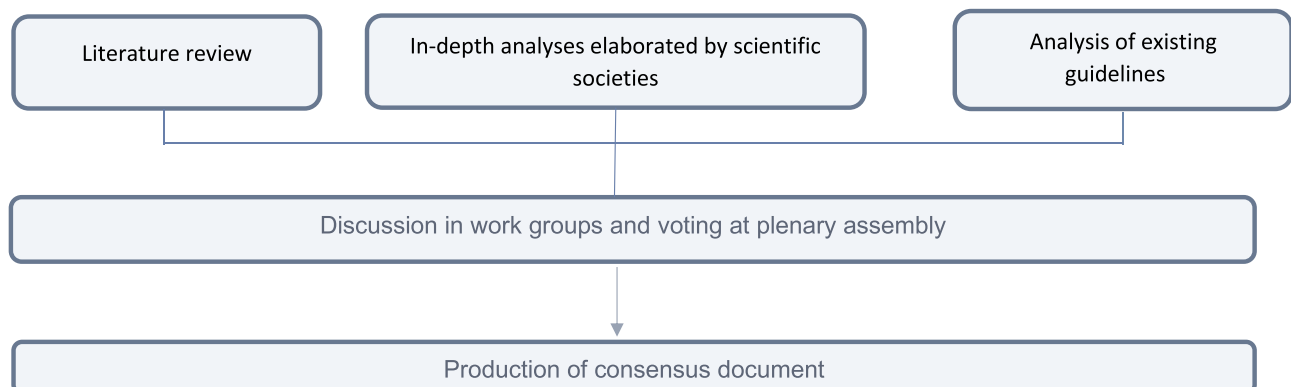 Literature review
In-depth analyses elaborated by scientific
societies
Analysis of existing
guidelines
Discussion in work groups and voting at plenary assembly
Production of consensus document